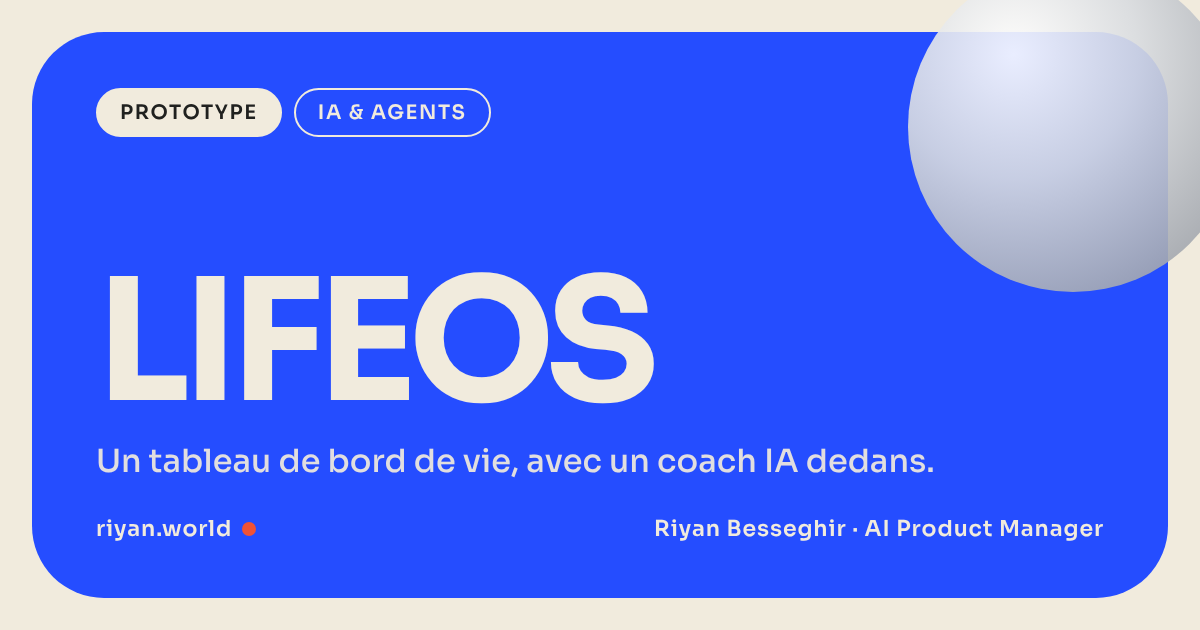 PROTOTYPE
IA & AGENTS
LIFEOS
Un tableau de bord de vie, avec un coach IA dedans.
riyan.world
Riyan Besseghir · AI Product Manager